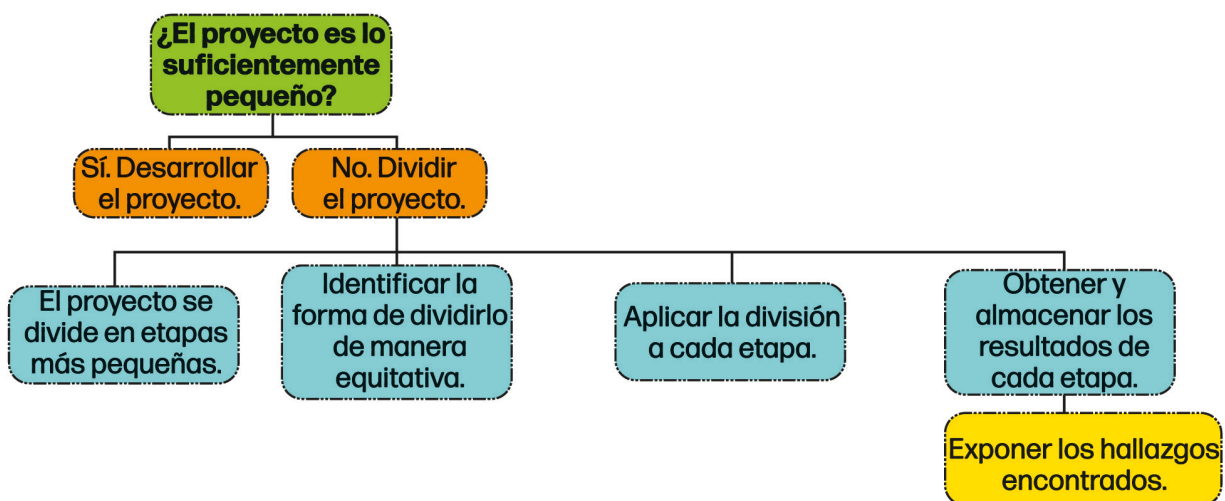 ¿El proyecto es lo
suficientemente
pequeño?
Sí. Desarrollar
el proyecto.
No. Dividir
el proyecto.
El proyecto se
divide en etapas
más pequeñas.
Identificar la
forma de dividirlo
de manera
equitativa.
Aplicar la división
a cada etapa.
Obtener y
almacenar los
resultados de
cada etapa.
Exponer los hallazgos
encontrados.